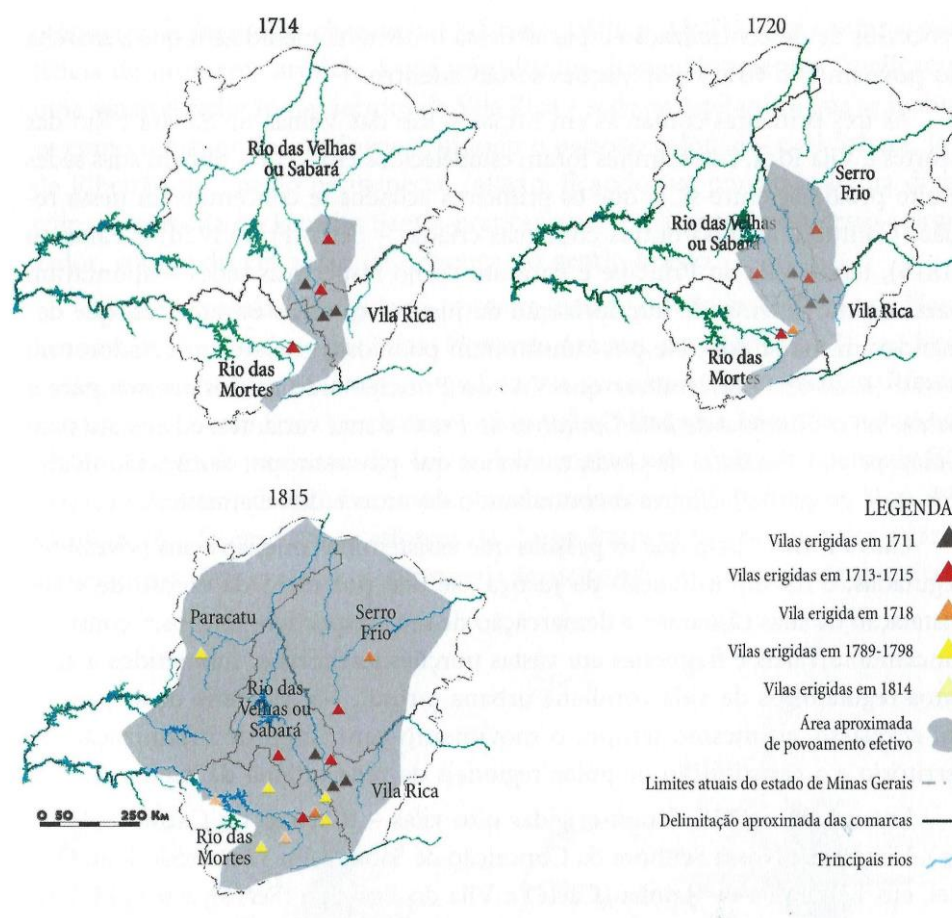 1714
Rio das Velhas
ou Sabará
Vila Rica
Rio das
Mortes
1720
Serro
Frio
Rio das Velhas
ou Sabará
Vila Rica
Rio das
Mortes
1815
Paracatu
Serro
Frio
Rio das
Velhas ou
Sabará
Vila Rica
Rio das
Mortes
0 50 250 KM
LEGENDA
Vilas erigidas em 1711
Vilas erigidas em 1713-1715
Vila erigida em 1718
Vilas erigidas em 1789-1798
Vilas erigidas em 1814
Área aproximada
de povoamento efetivo
Limites atuais do estado de Minas Gerais
Delimitação aproximada das comarcas
Principais rios